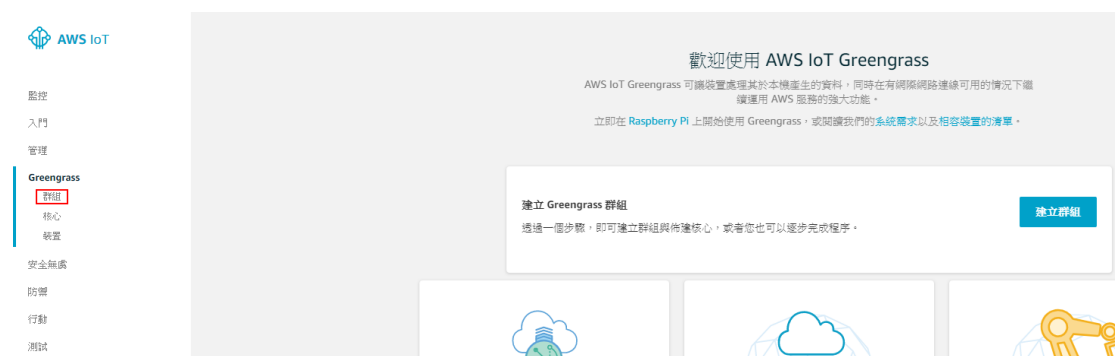 AWS IoT
監控
入門
管理
Greengrass
群組
核心
裝置
安全無虞
防禦
行動
測試
歡迎使用 AWS IoT Greengrass
AWS IoT Greengrass 可讓裝置處理其於本機產生的資料，同時在有網際網路連線可用的情況下繼
續運用 AWS 服務的強大功能。
立即在 Raspberry Pi 上開始使用 Greengrass，或閱讀我們的系統需求以及相容裝置的清單。
建立 Greengrass 群組
透過一個步驟，即可建立群組與佈建核心，或者您也可以逐步完成程序。
建立群組